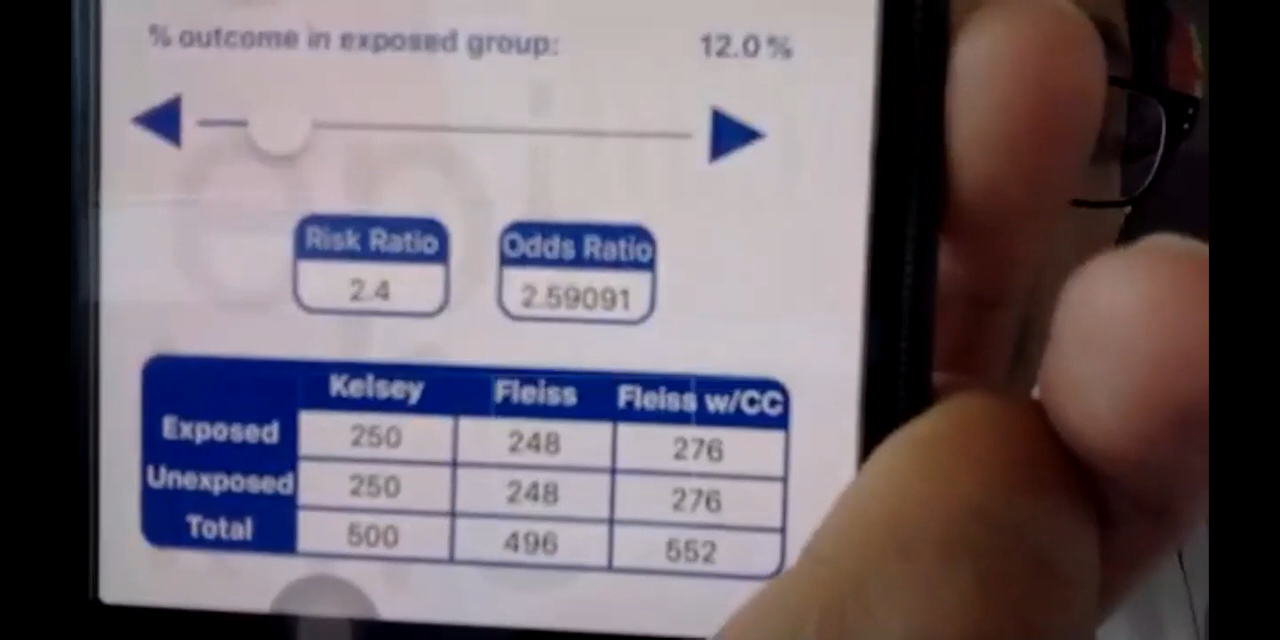 % outcome in exposed group: 12.0%
Risk Ratio Odds Ratio
2.4 2.59091
Kelsey Fleiss Fleiss w/CC
Exposed 250 248 276
Unexposed 250 248 276
Total 500 496 552